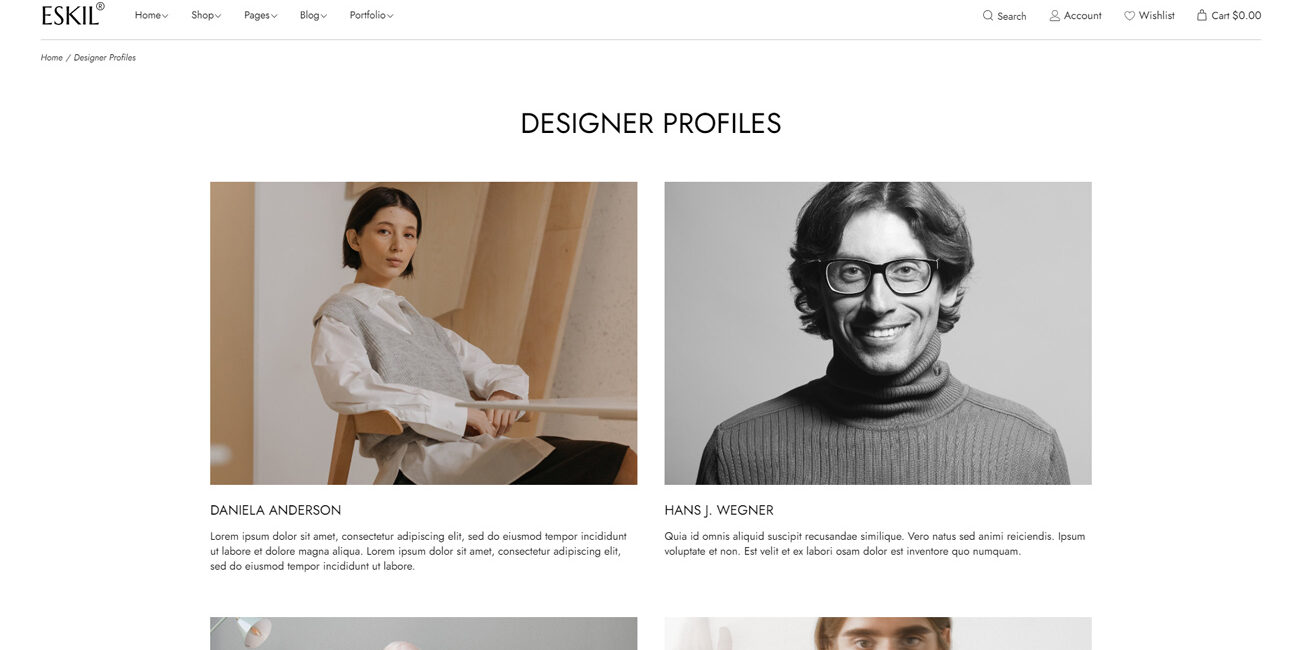 ESKIL®
Home Shop Pages Blog Portfolio Search Account Wishlist Cart $0.00
Home / Designer Profiles
DESIGNER PROFILES
DANIELA ANDERSON
Lorem ipsum dolor sit amet, consectetur adipiscing elit, sed do eiusmod tempor incididunt
ut labore et dolore magna aliqua. Lorem ipsum dolor sit amet, consectetur adipiscing elit,
sed do eiusmod tempor incididunt ut labore.
HANS J. WEGNER
Quia id omnis aliquid suscipit recusandae similique. Vero natus sed animi reiciendis. Ipsum
voluptate et non. Est velit et ex labori osam dolor est inventore quo numquam.